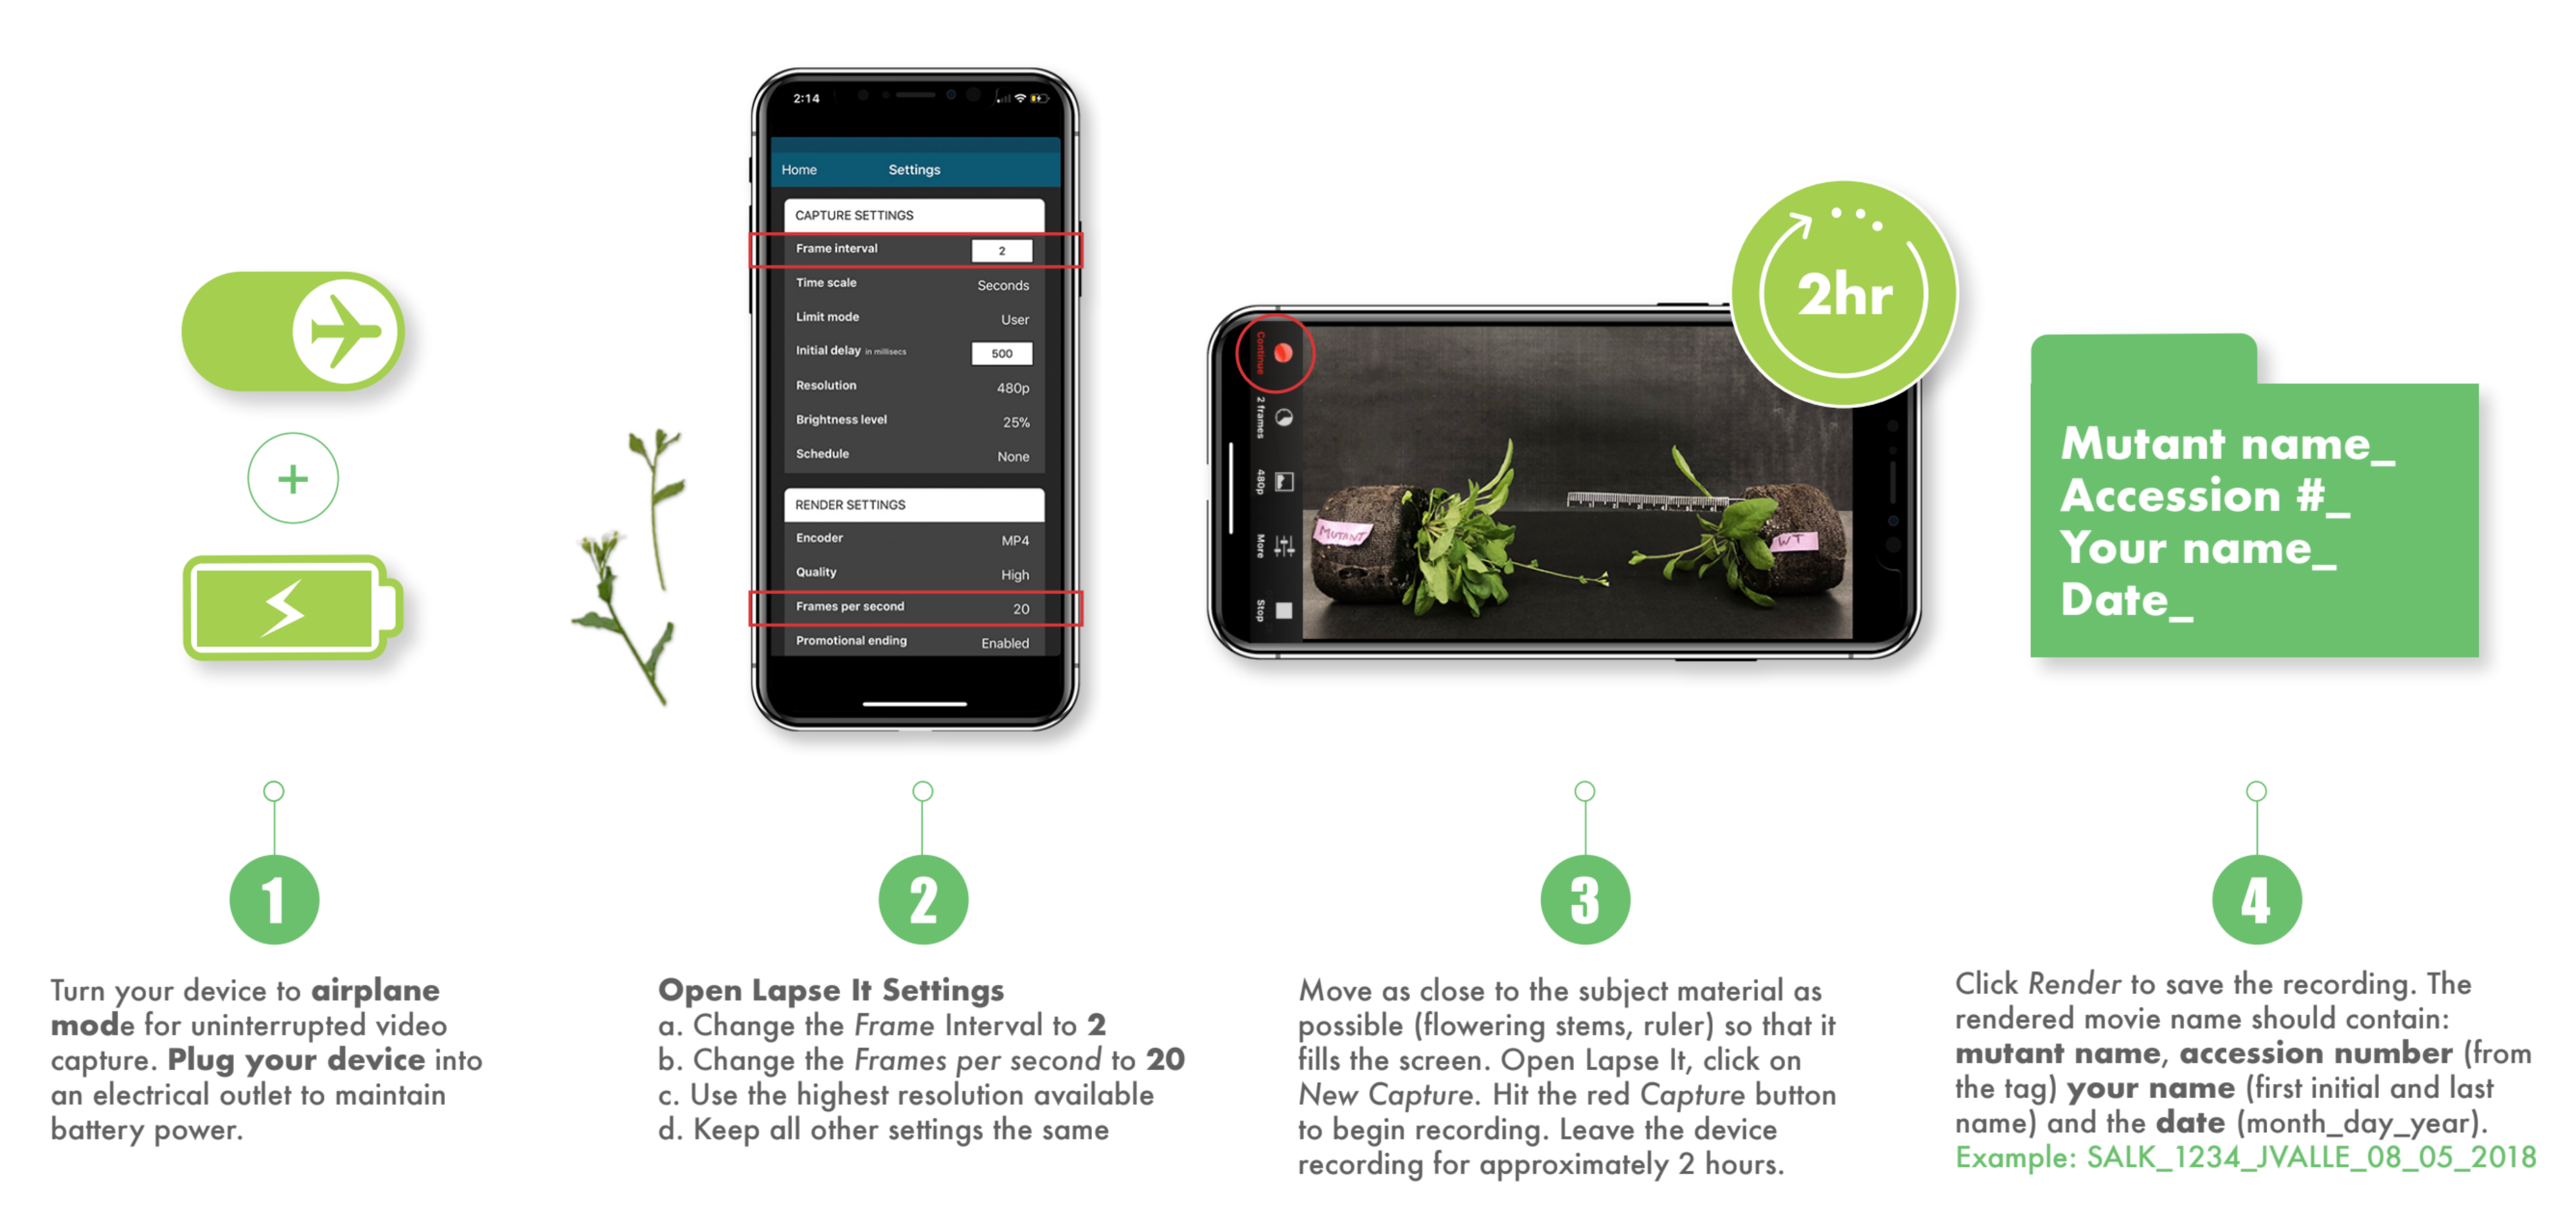 2:14
Home Settings
CAPTURE SETTINGS
Frame interval 2
Time scale Seconds
Limit mode User
Initial delay in millisecs 500
Resolution 480p
Brightness level 25%
Schedule None
RENDER SETTINGS
Encoder MP4
Quality High
Frames per second 20
Promotional ending Enabled
Continue
2 frames
480p
More
Stop
MUTANT
WT
2hr
Mutant name_
Accession #_
Your name_
Date_
1
Turn your device to airplane
mode for uninterrupted video
capture. Plug your device into
an electrical outlet to maintain
battery power.
2
Open Lapse It Settings
a. Change the Frame Interval to 2
b. Change the Frames per second to 20
c. Use the highest resolution available
d. Keep all other settings the same
3
Move as close to the subject material as
possible (flowering stems, ruler) so that it
fills the screen. Open Lapse It, click on
New Capture. Hit the red Capture button
to begin recording. Leave the device
recording for approximately 2 hours.
4
Click Render to save the recording. The
rendered movie name should contain:
mutant name, accession number (from
the tag) your name (first initial and last
name) and the date (month_day_year).
Example: SALK_1234_JVALLE_08_05_2018